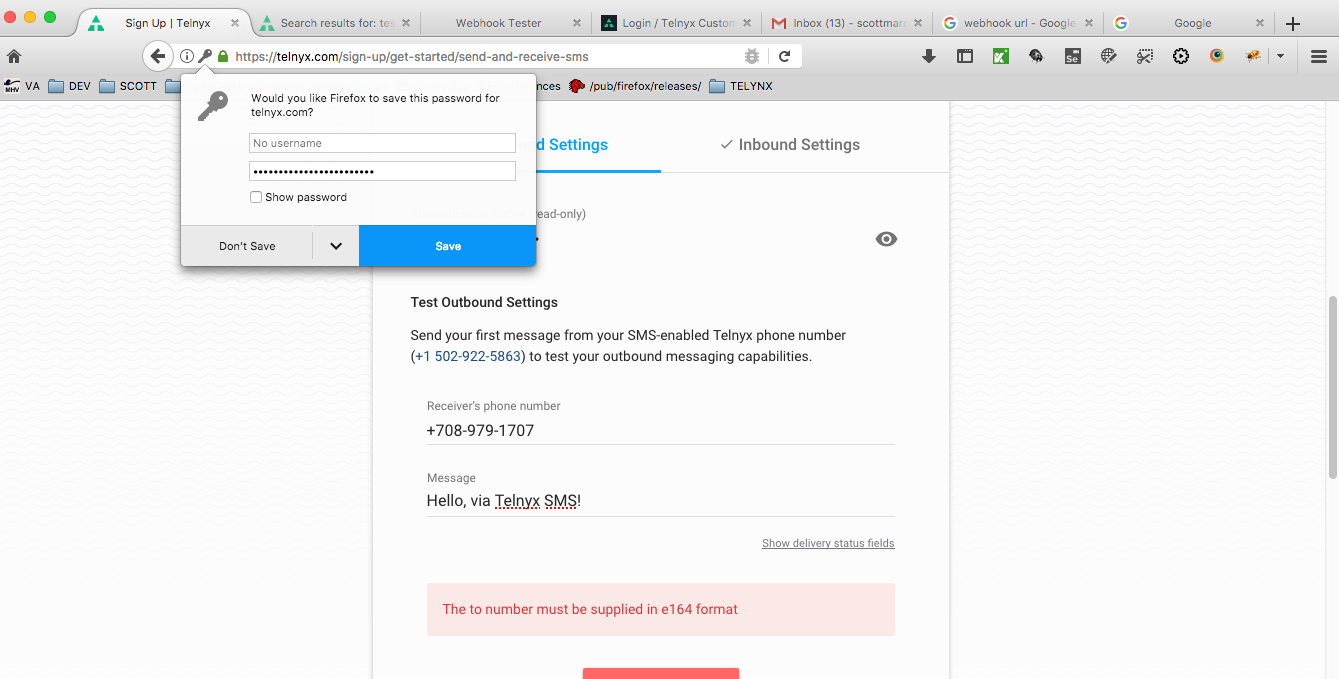 Sign Up | Telnyx
Search results for: tes
Webhook Tester
Login / Telnyx Custom
Inbox (13) - scottmare
webhook url - Google
Google
https://telnyx.com/sign-up/get-started/send-and-receive-sms
Se
MHV VA DEV SCOTT nces /pub/firefox/releases/ TELYNX
Would you like Firefox to save this password for
telnyx.com?
No username
Show password
Don't Save
Save
d Settings
Inbound Settings
ead-only)
Test Outbound Settings
Send your first message from your SMS-enabled Telnyx phone number
(+1 502-922-5863) to test your outbound messaging capabilities.
Receiver's phone number
+708-979-1707
Message
Hello, via Telnyx SMS!
Show delivery status fields
The to number must be supplied in e164 format